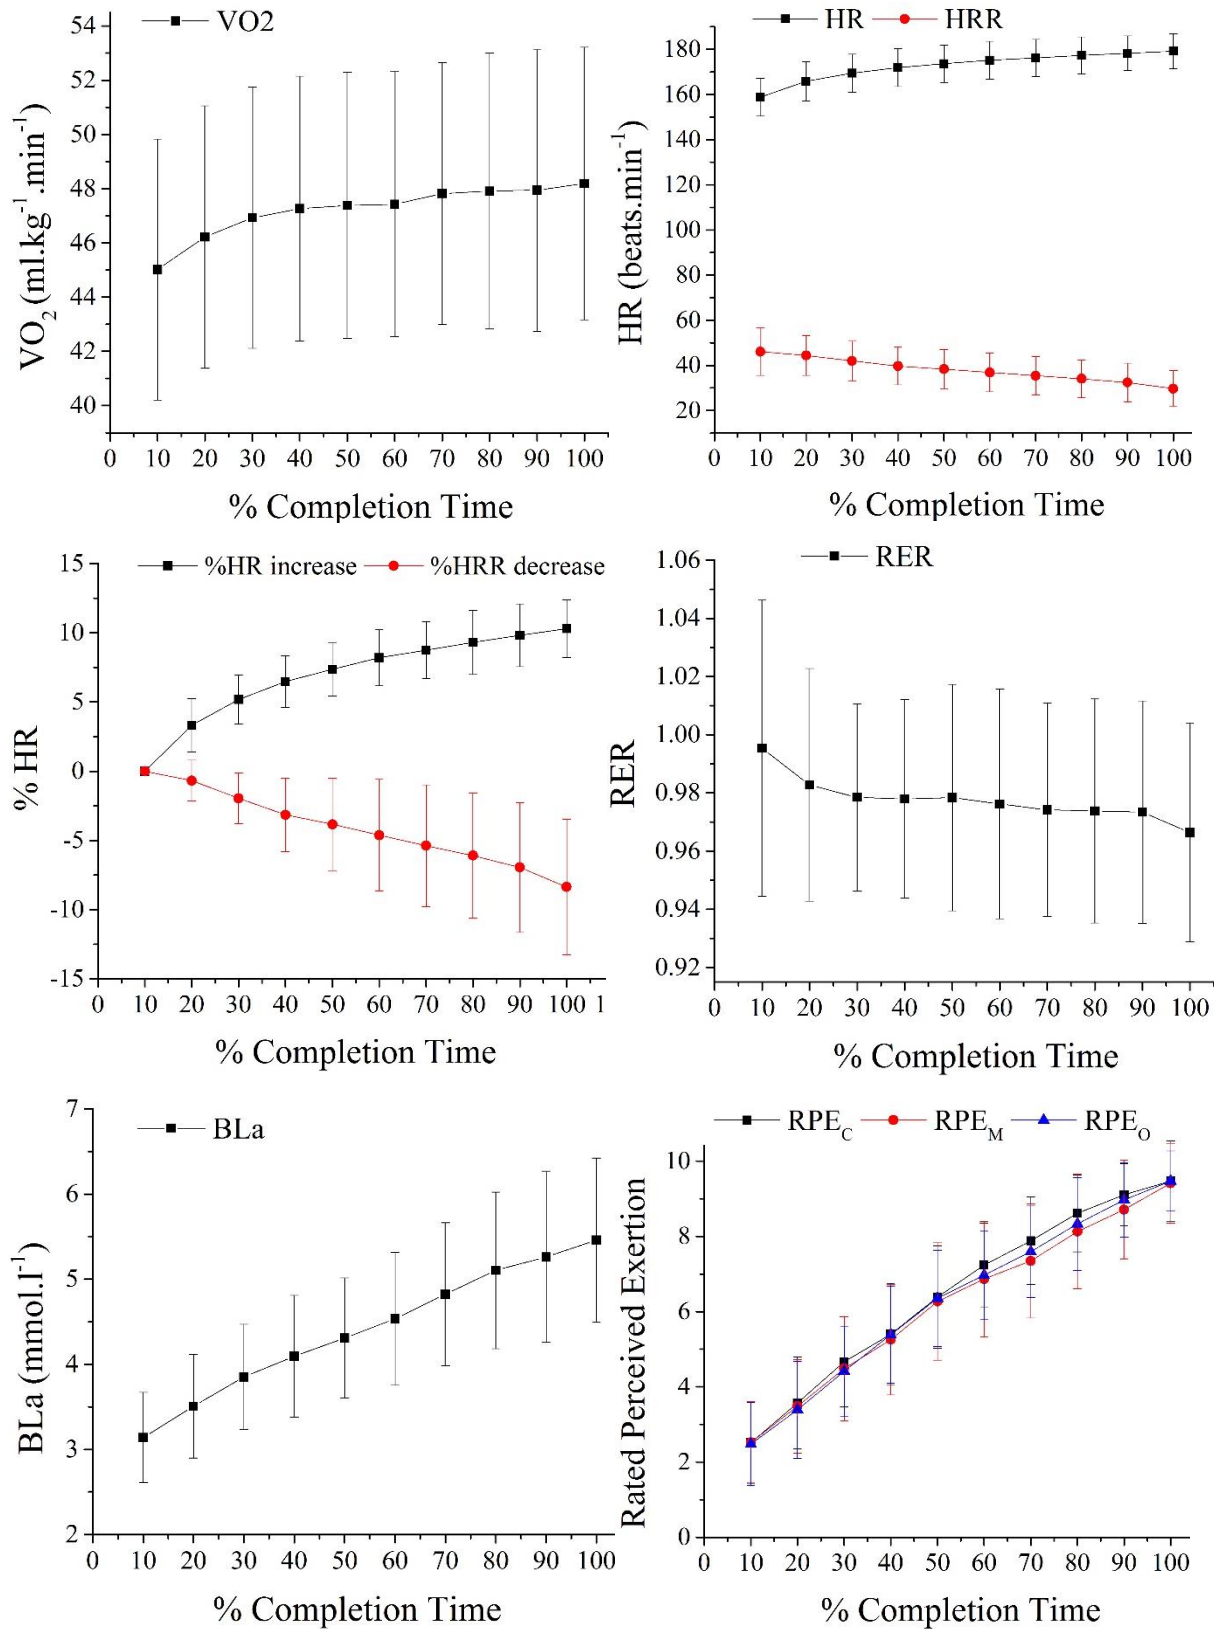 VO2
54
52
50
48
46
44
42
40
VO₂ (ml.kg⁻¹.min⁻¹)
0 10 20 30 40 50 60 70 80 90 100
% Completion Time
HR HRR
180
160
140
120
100
80
60
40
20
HR (beats.min⁻¹)
0 10 20 30 40 50 60 70 80 90 100
% Completion Time
%HR increase %HRR decrease
15
10
5
0
-5
-10
-15
% HR
0 10 20 30 40 50 60 70 80 90 100 1
% Completion Time
RER
1.06
1.04
1.02
1.00
0.98
0.96
0.94
0.92
RER
0 10 20 30 40 50 60 70 80 90 100
% Completion Time
BLa
7
6
5
4
3
2
BLa (mmol.l⁻¹)
0 10 20 30 40 50 60 70 80 90 100
% Completion Time
RPE_C RPE_M RPE_O
10
8
6
4
2
0
Rated Perceived Exertion
0 10 20 30 40 50 60 70 80 90 100
% Completion Time